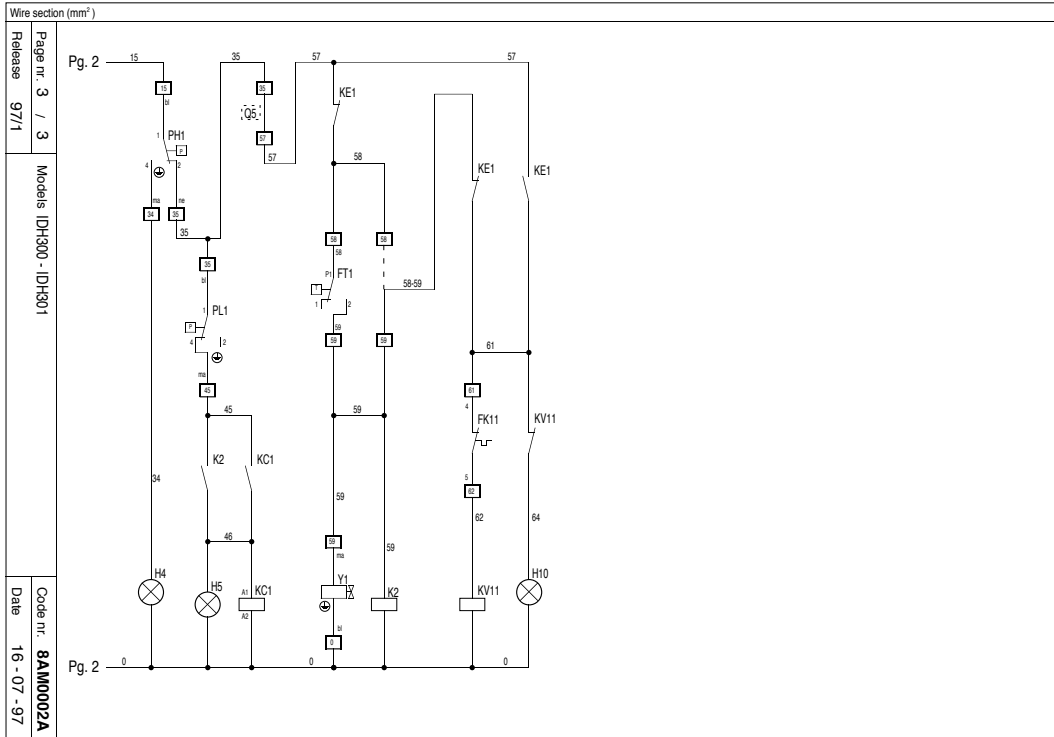 Wire section (mm²)
Page nr. 3 / 3
Release 97/1
Models IDH300 - IDH301
Code nr. 8AM0002A
Date 16 - 07 - 97
Pg. 2 15 35 57 57
15 35
bl
Q5
KE1
1 PH1 57
P
57 58
4 2
KE1 KE1
ma ne
34 35 58 58
35 58
35
P1 FT1 58-59
bl
T
1 2
1 PL1
P
59
4 2 59 59
61
ma
45 61
4
45 59
FK11 KV11
K2 KC1
34 5
62
59 62 64
46
59 59
ma
H4 H5 A1 KC1 Y1 K2 KV11 H10
A2
bl
0
Pg. 2 0 0 0